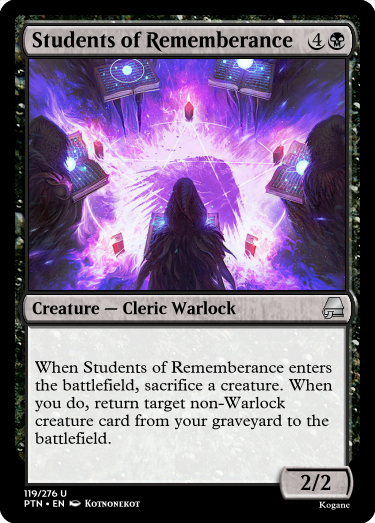 Students of Rememberance 4
Creature — Cleric Warlock
When Students of Rememberance enters
the battlefield, sacrifice a creature. When
you do, return target non-Warlock
creature card from your graveyard to the
battlefield.
2/2
119/276 U
PTN • EN Kotnonekot
Kogane